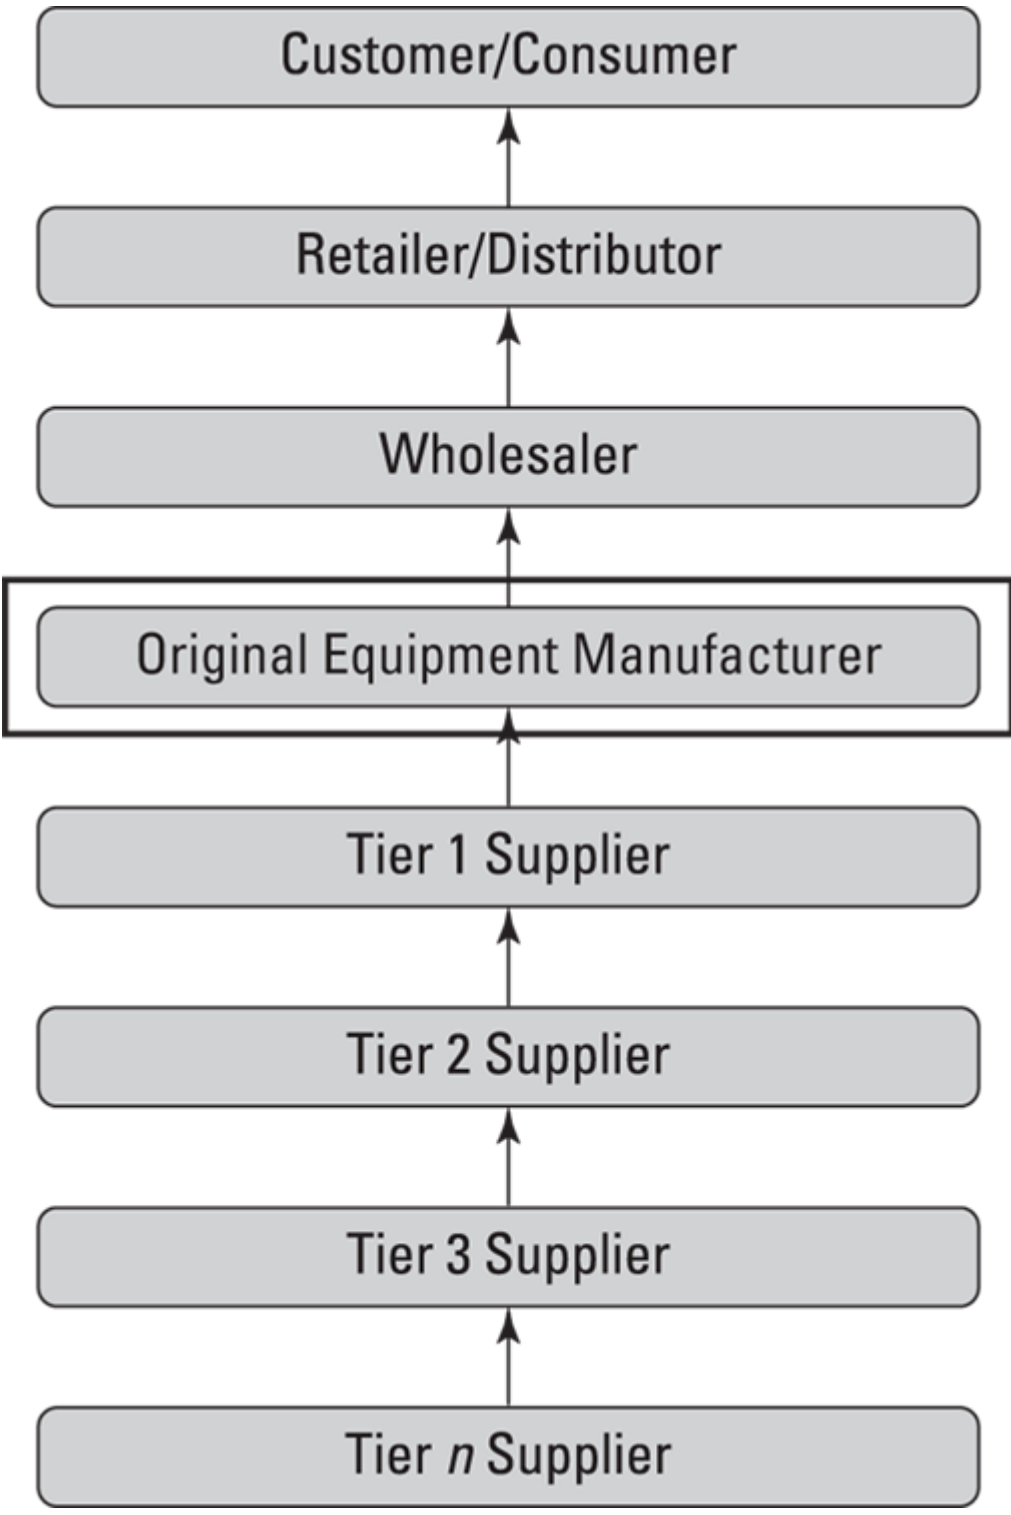 Customer/Consumer
Retailer/Distributor
Wholesaler
Original Equipment Manufacturer
Tier 1 Supplier
Tier 2 Supplier
Tier 3 Supplier
Tier n Supplier